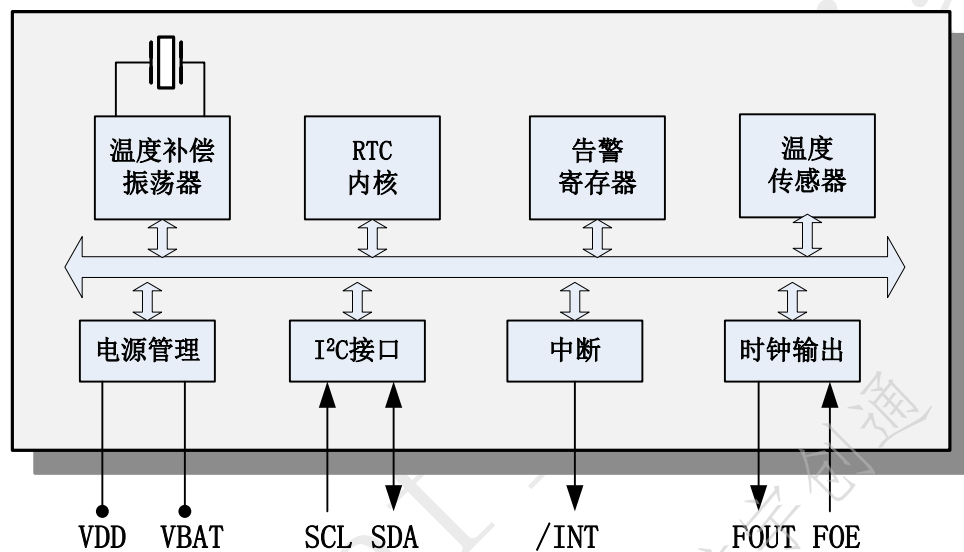 温度补偿
振荡器
RTC
内核
告警
寄存器
温度
传感器
电源管理
I²C接口
中断
时钟输出
VDD
VBAT
SCL
SDA
/INT
FOUT
FOE